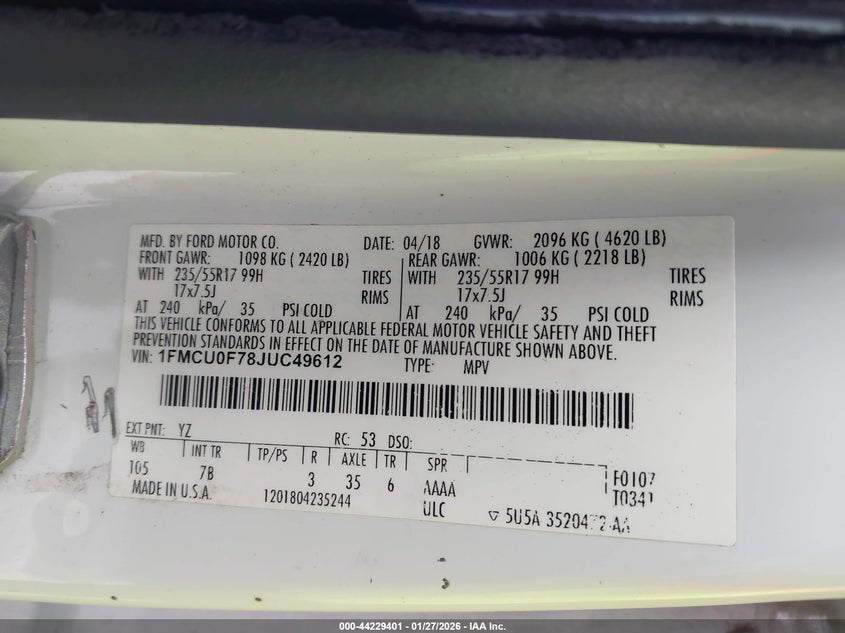 MFD. BY FORD MOTOR CO. DATE: 04/18 GVWR: 2096 KG ( 4620 LB)
FRONT GAWR: 1098 KG ( 2420 LB) REAR GAWR: 1006 KG ( 2218 LB)
WITH 235/55R17 99H TIRES WITH 235/55R17 99H TIRES
17x7.5J RIMS 17x7.5J RIMS
AT 240 kPa/ 35 PSI COLD AT 240 kPa/ 35 PSI COLD
THIS VEHICLE CONFORMS TO ALL APPLICABLE FEDERAL MOTOR VEHICLE SAFETY AND THEFT
PREVENTION STANDARDS IN EFFECT ON THE DATE OF MANUFACTURE SHOWN ABOVE.
VIN: 1FMCU0F78JUC49612 TYPE: MPV
EXT PNT: YZ RC: 53 DSO:
WB INT TR TP/PS R AXLE TR SPR
105 7B 3 35 6 AAAA F0107
MADE IN U.S.A. 1201804235244 ULC T0341
5U5A 3520472-AA
000-44229401 — 01/27/2026 — IAA Inc.